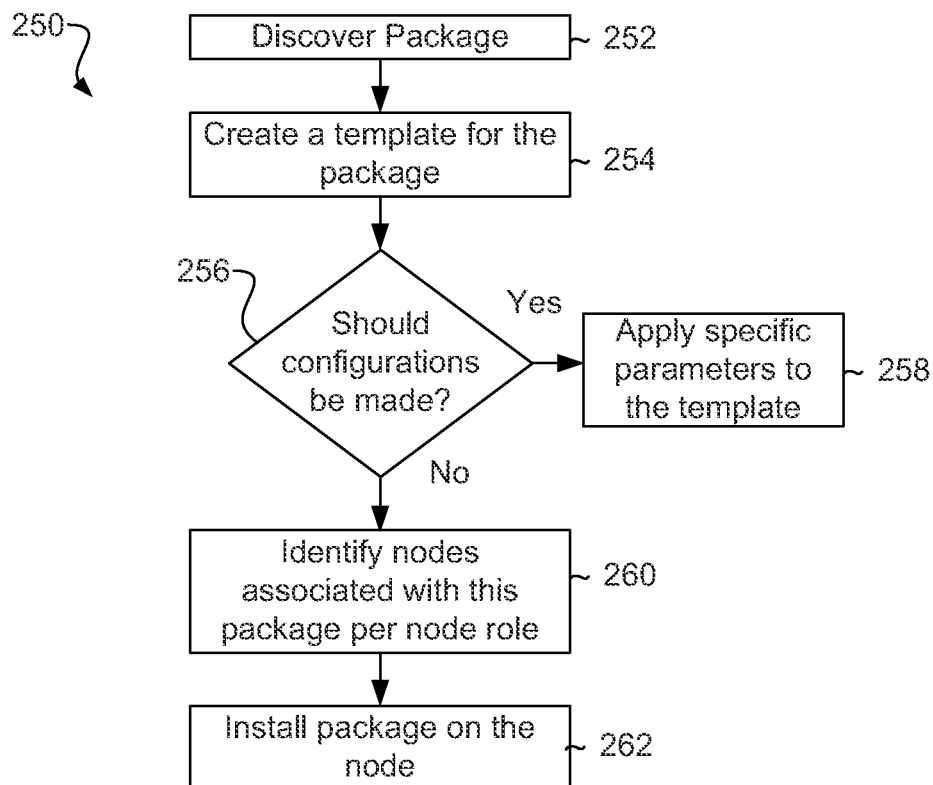 250
Discover Package
252
Create a template for the
package
254
256
Should
configurations
be made?
Yes
Apply specific
parameters to
the template
258
No
Identify nodes
associated with this
package per node role
260
Install package on the
node
262